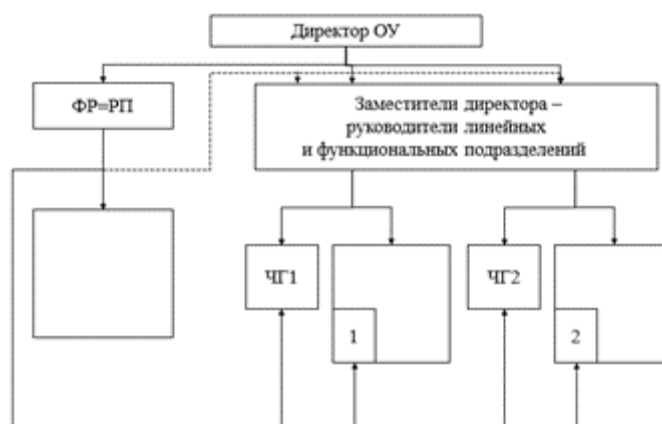 Директор ОУ
ФР=РП
Заместители директора –
руководители линейных
и функциональных подразделений
ЧГ1
ЧГ2
1
2